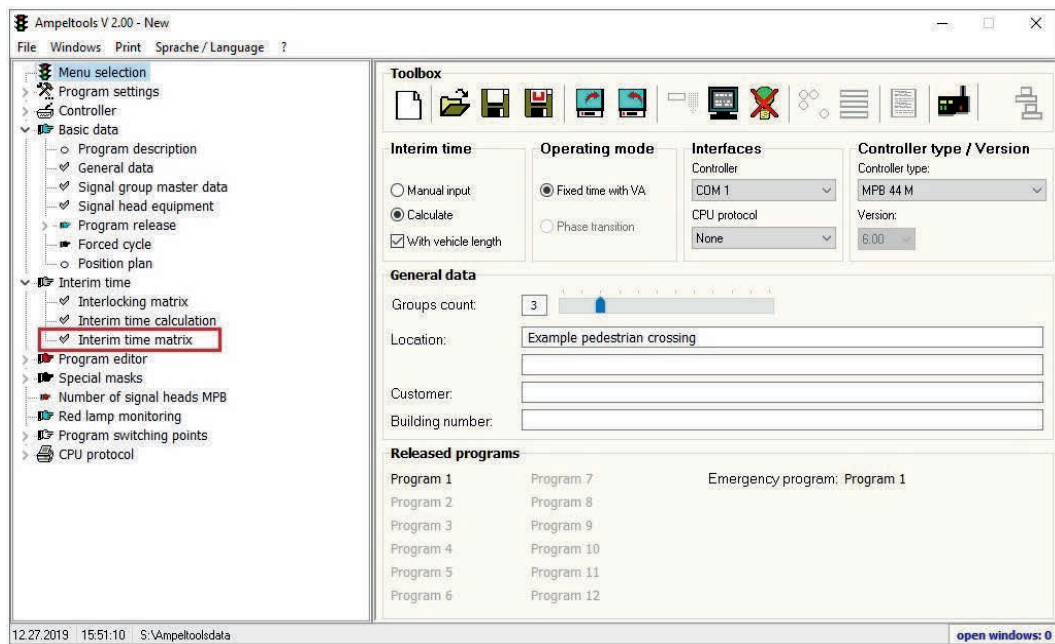 Ampeltools V 2.00 - New
File Windows Print Sprache / Language ?
Menu selection
Program settings
Controller
Basic data
Program description
General data
Signal group master data
Signal head equipment
Program release
Forced cycle
Position plan
Interim time
Interlocking matrix
Interim time calculation
Interim time matrix
Program editor
Special masks
Number of signal heads MPB
Red lamp monitoring
Program switching points
CPU protocol
Toolbox
Interim time
Manual input
Calculate
With vehicle length
Operating mode
Fixed time with VA
Phase transition
Interfaces
Controller
COM 1
CPU protocol
None
Controller type / Version
Controller type:
MPB 44 M
Version:
6.00
General data
Groups count: 3
Location: Example pedestrian crossing
Customer:
Building number:
Released programs
Program 1 Program 7 Emergency program: Program 1
Program 2 Program 8
Program 3 Program 9
Program 4 Program 10
Program 5 Program 11
Program 6 Program 12
12.27.2019 15:51:10 S:\Ampeltoolsdata open windows: 0